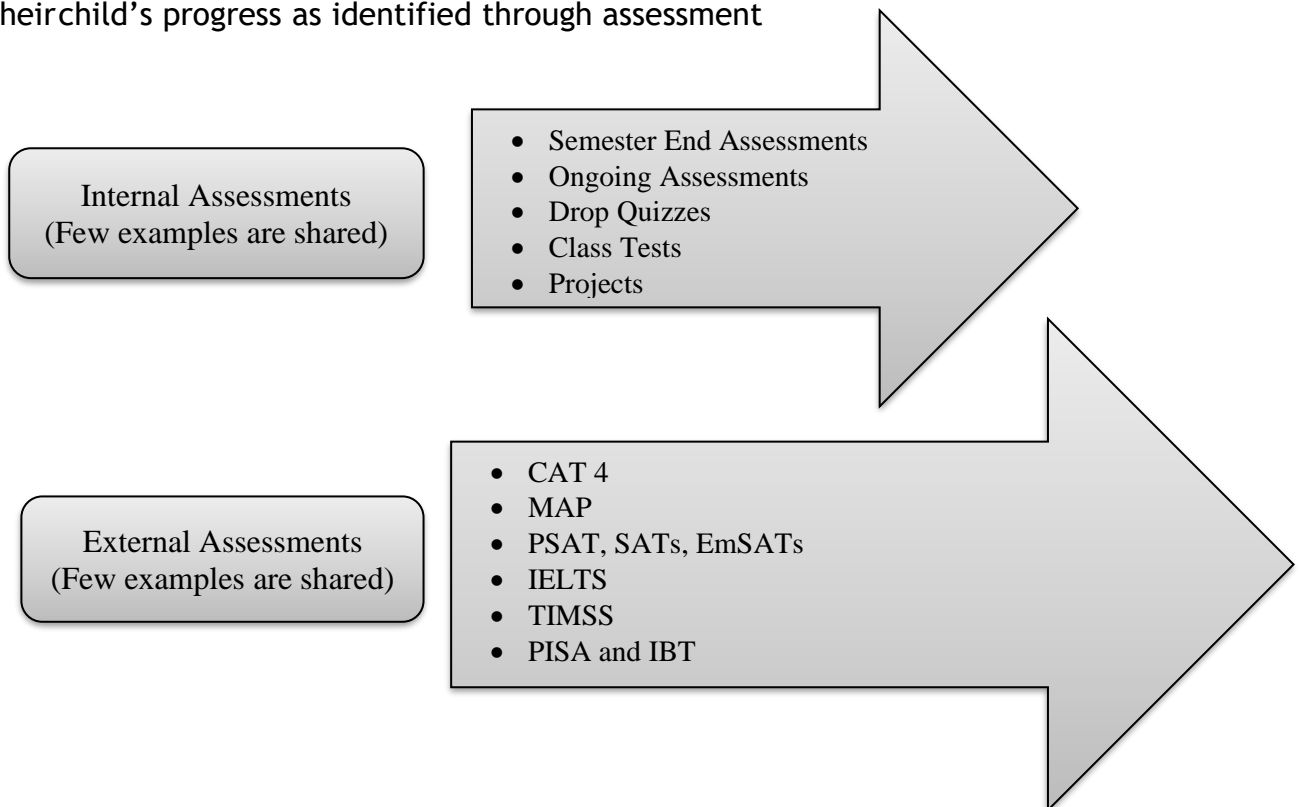 heirchild’s progress as identified through assessment
Internal Assessments
(Few examples are shared)
• Semester End Assessments
• Ongoing Assessments
• Drop Quizzes
• Class Tests
• Projects
External Assessments
(Few examples are shared)
• CAT 4
• MAP
• PSAT, SATs, EmSATs
• IELTS
• TIMSS
• PISA and IBT